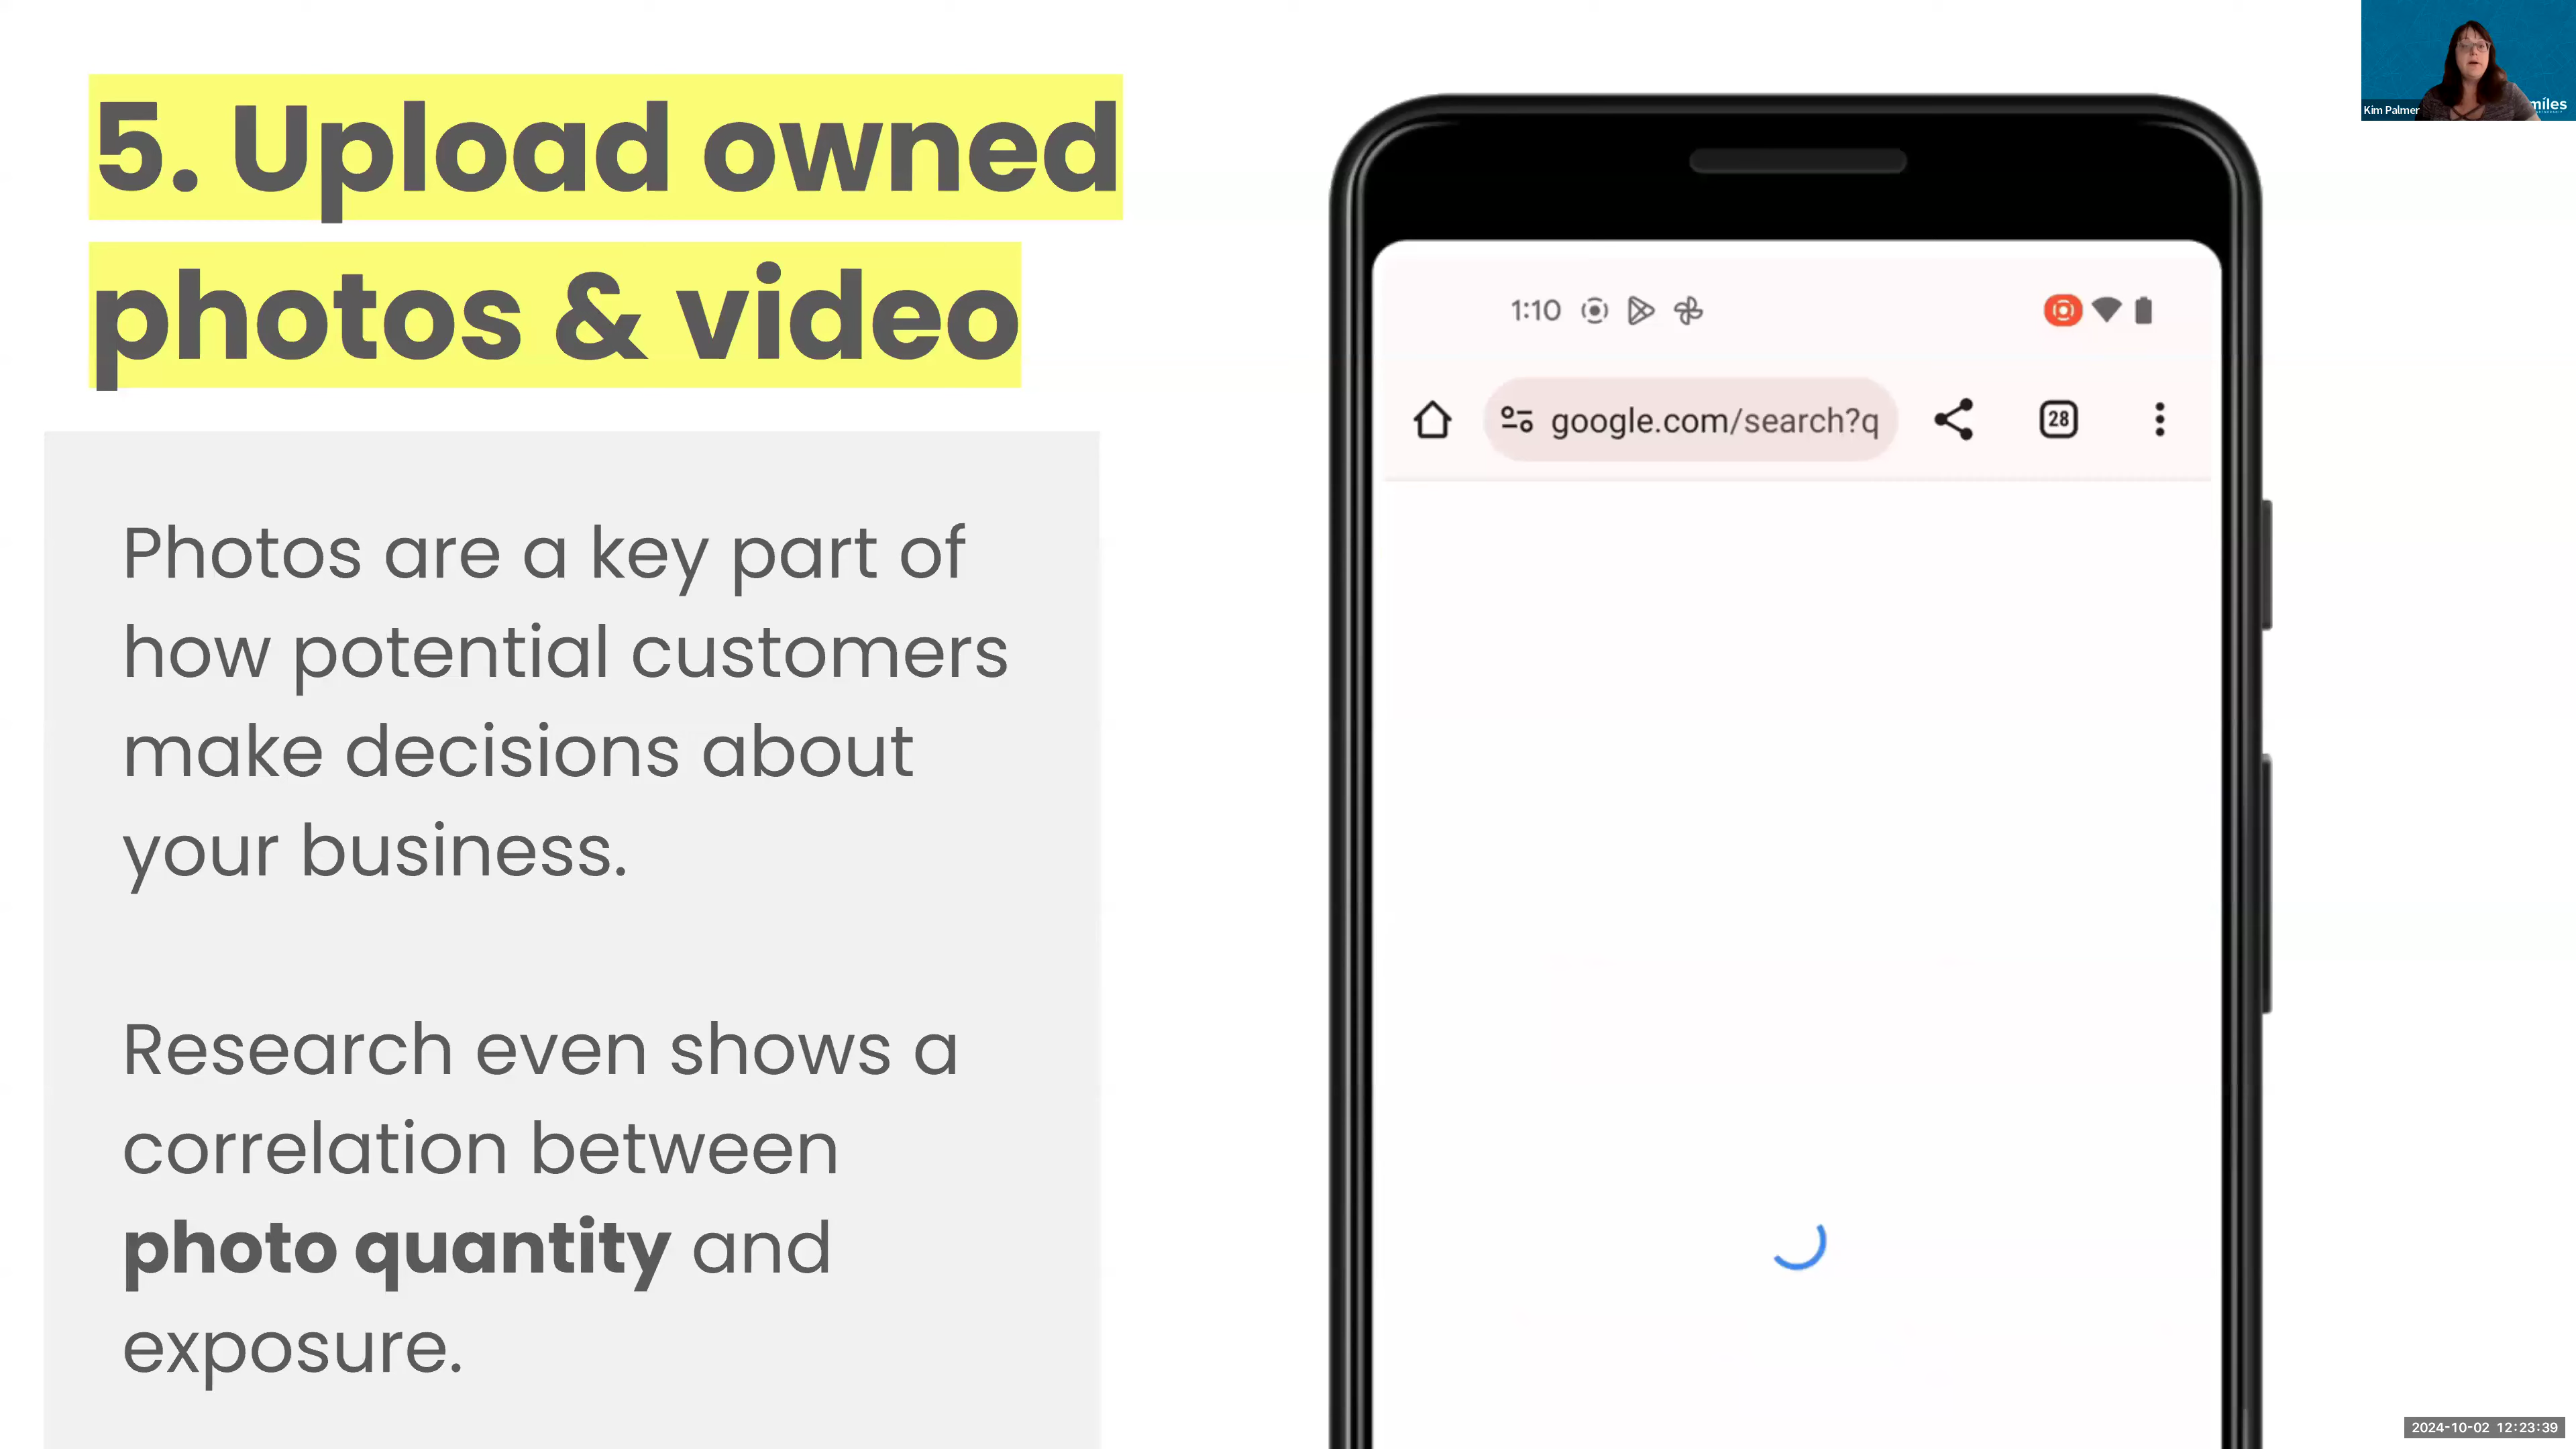 5. Upload owned
photos & video
Photos are a key part of
how potential customers
make decisions about
your business.
Research even shows a
correlation between
photo quantity and
exposure.
1:10
google.com/search?q
28
Kim Palmer
miles
2024-10-02 12:23:39